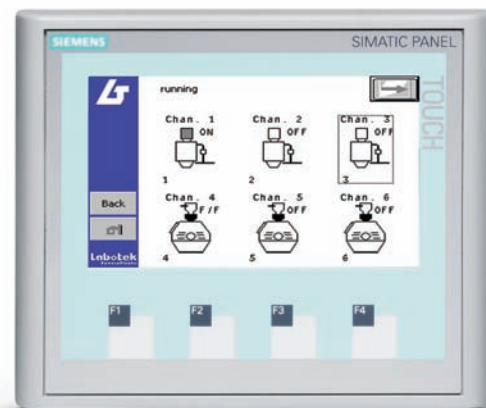 SIEMENS
SIMATIC PANEL
TOUCH
LT
running
Chan. 1
ON
Chan. 2
OFF
Chan. 3
OFF
1
2
3
Chan. 4
F/F
Chan. 5
OFF
Chan. 6
OFF
4
5
6
Back
Labotek
F1
F2
F3
F4